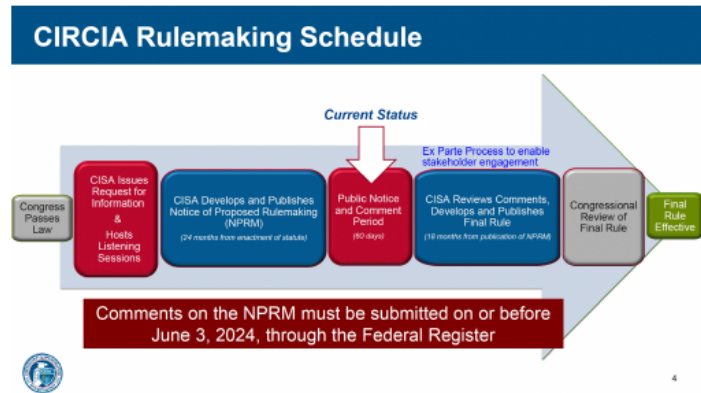 CIRCIA Rulemaking Schedule
Current Status
Ex Parte Process to enable
stakeholder engagement
Congress
Passes
Law
CISA Issues
Request for
Information
&
Hosts
Listening
Sessions
CISA Develops and Publishes
Notice of Proposed Rulemaking
(NPRM)
(24 months from enactment of statute)
Public Notice
and Comment
Period
(60 days)
CISA Reviews Comments,
Develops and Publishes
Final Rule
(18 months from publication of NPRM)
Congressional
Review of
Final Rule
Final
Rule
Effective
Comments on the NPRM must be submitted on or before
June 3, 2024, through the Federal Register
4